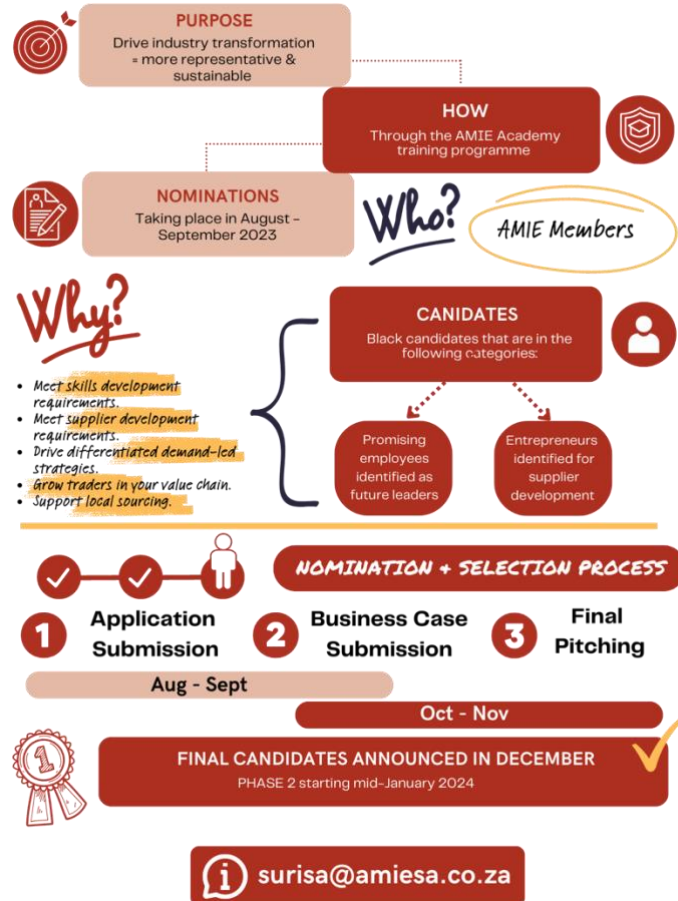 PURPOSE
Drive industry transformation
= more representative &
sustainable
HOW
Through the AMIE Academy
training programme
NOMINATIONS
Taking place in August -
September 2023
Who?
AMIE Members
Why?
• Meet skills development
requirements.
• Meet supplier development
requirements.
• Drive differentiated demand-led
strategies.
• Grow traders in your value chain.
• Support local sourcing.
CANIDATES
Black candidates that are in the
following categories:
Promising
employees
identified as
future leaders
Entrepreneurs
identified for
supplier
development
NOMINATION + SELECTION PROCESS
1 Application
Submission
2 Business Case
Submission
3 Final
Pitching
Aug - Sept
Oct - Nov
1
FINAL CANDIDATES ANNOUNCED IN DECEMBER
PHASE 2 starting mid-January 2024
i surisa@amiesa.co.za